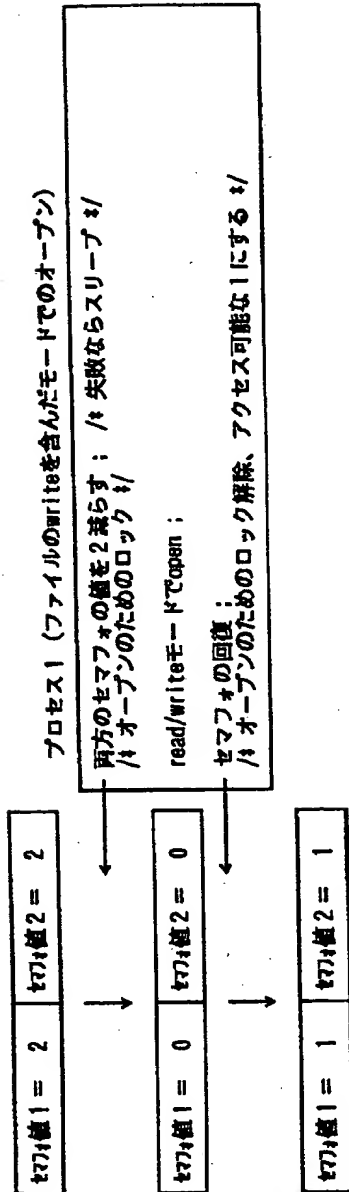 プロセス1 (ファイルのwriteを含んだモードでのオープン)
セマフォ値1 = 2 セマフォ値2 = 2
両方のセマフォの値を2減らす ; /* 失敗ならスリープ */
/* オープンのためのロック */
セマフォ値1 = 0 セマフォ値2 = 0
read/writeモードでopen ;
セマフォの回復 ;
/* オープンのためのロック解除、アクセス可能な1にする */
セマフォ値1 = 1 セマフォ値2 = 1